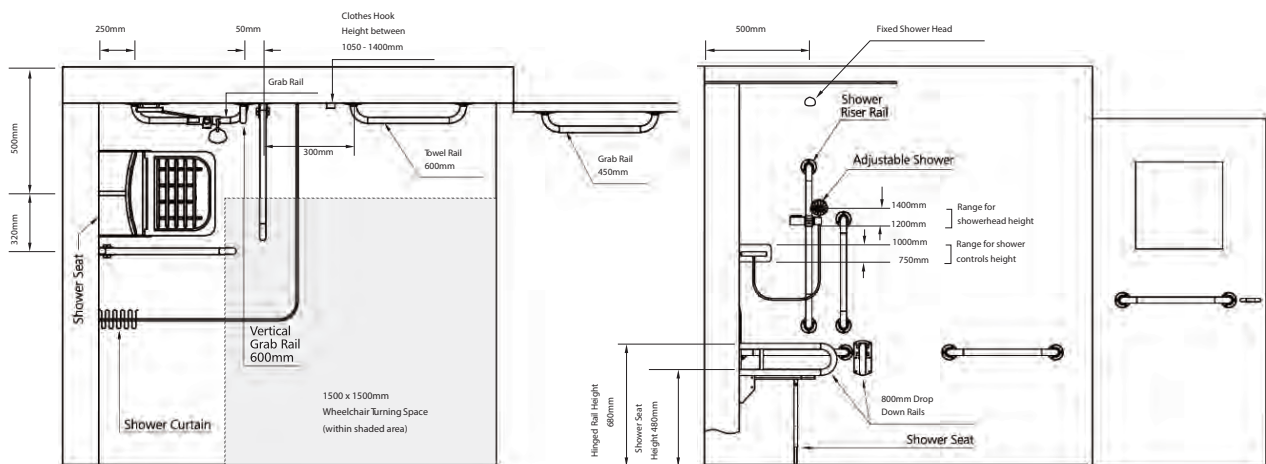 250mm
50mm
Clothes Hook
Height between
1050 - 1400mm
Grab Rail
500mm
300mm
Towel Rail
600mm
Grab Rail
450mm
320mm
Shower Seat
Vertical
Grab Rail
600mm
1500 x 1500mm
Wheelchair Turning Space
(within shaded area)
Shower Curtain
500mm
Fixed Shower Head
Shower
Riser Rail
Adjustable Shower
1400mm
1200mm
Range for
showerhead height
1000mm
750mm
Range for shower
controls height
Hinged Rail Height
680mm
Shower Seat
Height 480mm
800mm Drop
Down Rails
Shower Seat